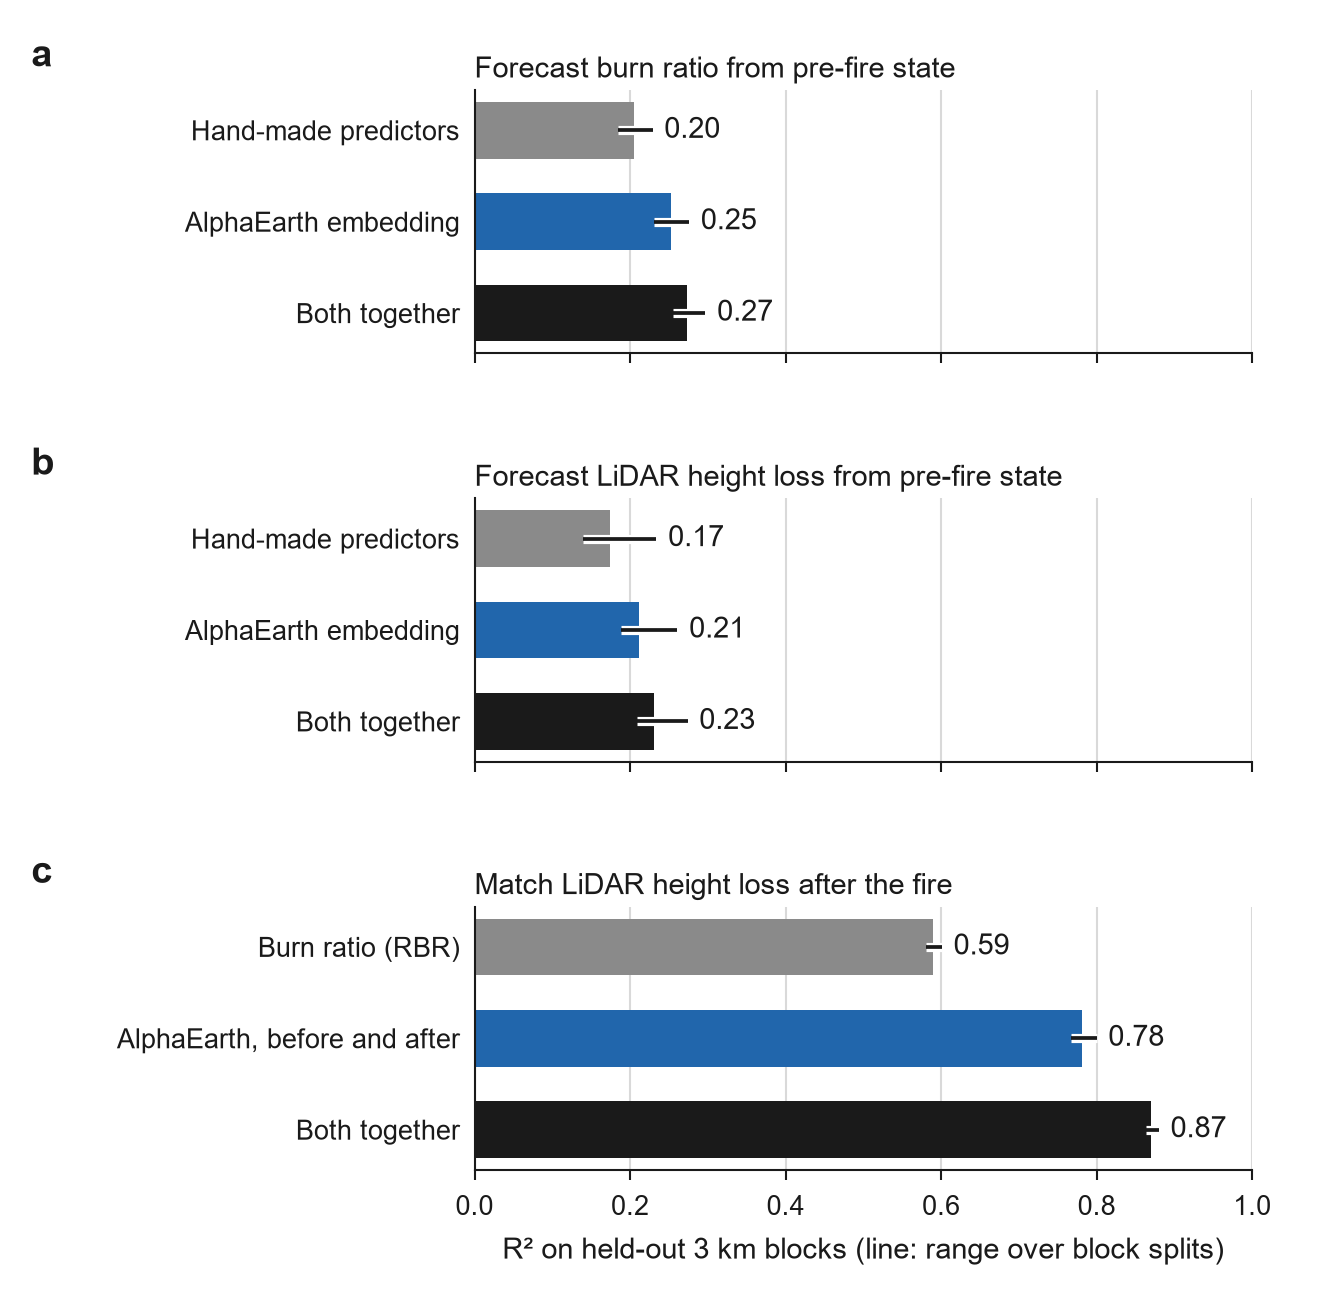 a
Forecast burn ratio from pre-fire state
Hand-made predictors
0.20
AlphaEarth embedding
0.25
Both together
0.27
b
Forecast LiDAR height loss from pre-fire state
Hand-made predictors
0.17
AlphaEarth embedding
0.21
Both together
0.23
c
Match LiDAR height loss after the fire
Burn ratio (RBR)
0.59
AlphaEarth, before and after
0.78
Both together
0.87
0.0 0.2 0.4 0.6 0.8 1.0
R² on held-out 3 km blocks (line: range over block splits)